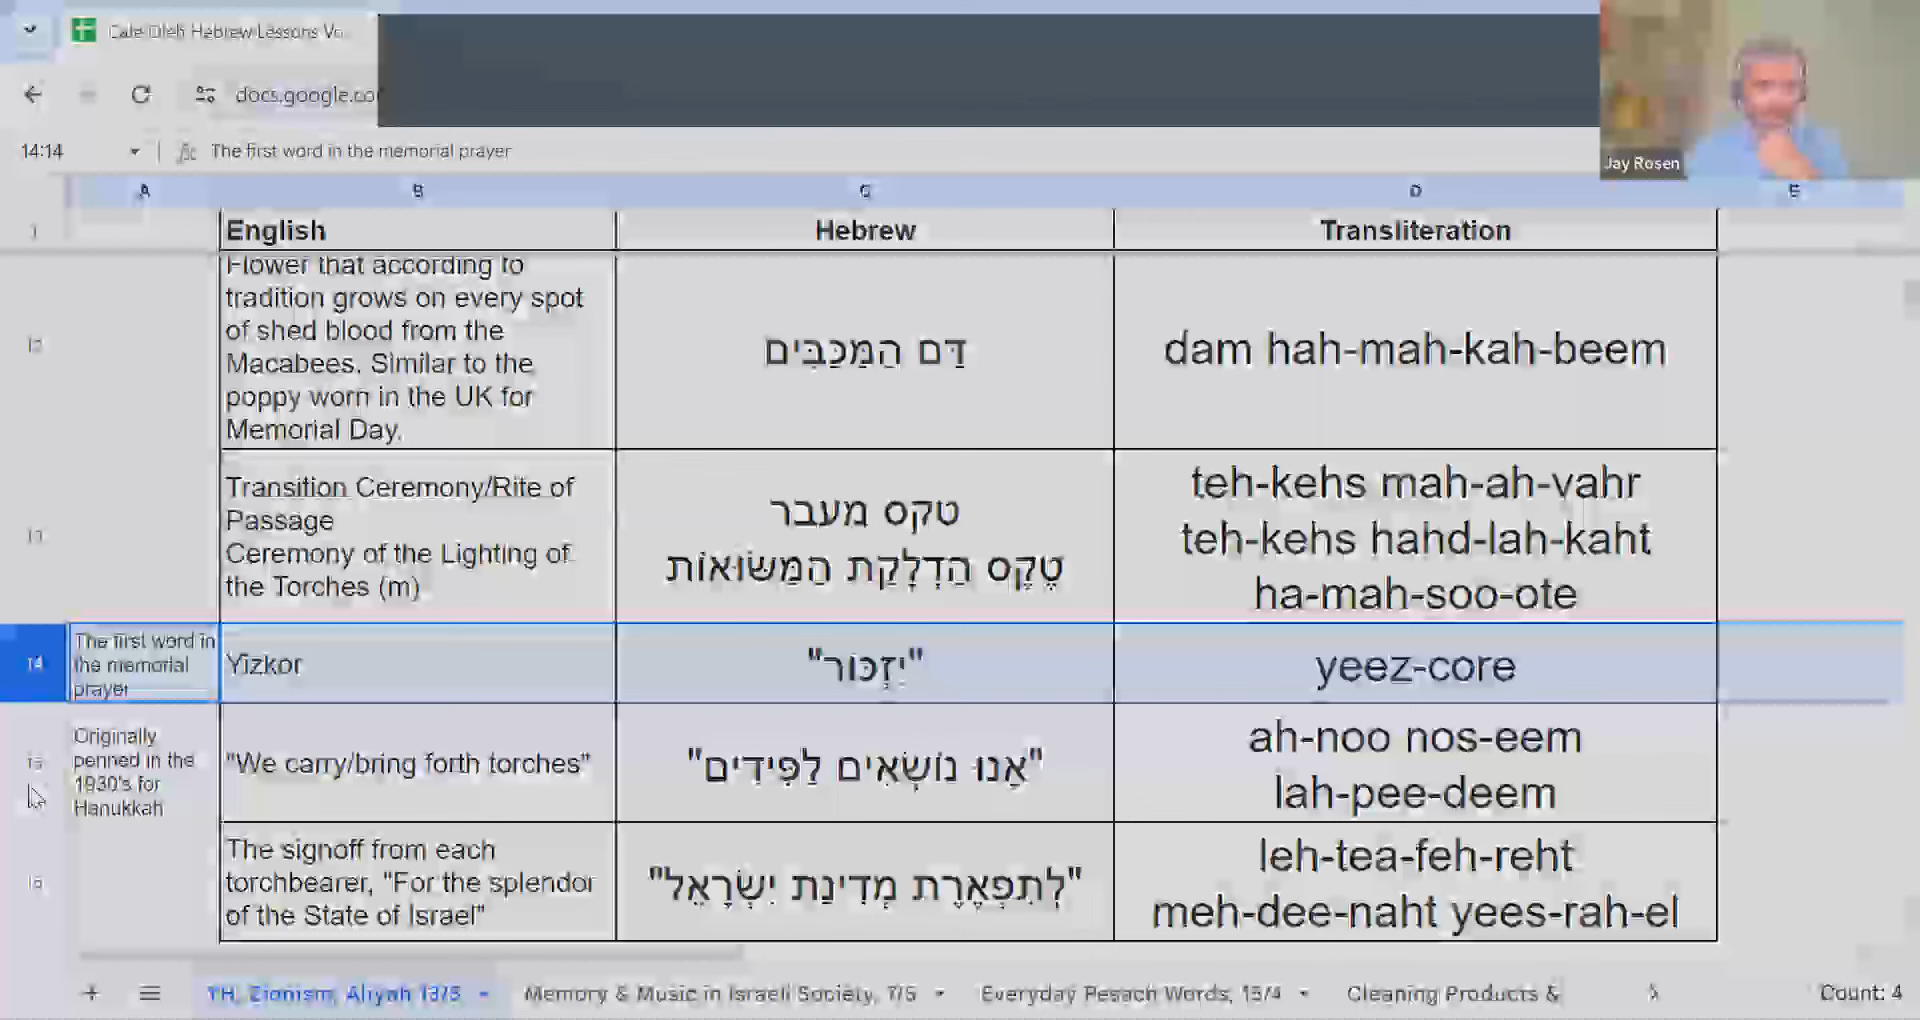 Cafe Oleh Hebrew Lessons Vo
docs.google.co
14:14
fx The first word in the memorial prayer
Jay Rosen
A B C D E
1 English Hebrew Transliteration
12
Flower that according to
tradition grows on every spot
of shed blood from the
Macabees. Similar to the
poppy worn in the UK for
Memorial Day.
דַּם הַמַּכַּבִּים
dam hah-mah-kah-beem
13
Transition Ceremony/Rite of
Passage
Ceremony of the Lighting of
the Torches (m)
טקס מעבר
טֶקֶס הַדְלָקַת הַמַּשּׂוּאוֹת
teh-kehs mah-ah-vahr
teh-kehs hahd-lah-kaht
ha-mah-soo-ote
14
The first word in
the memorial
prayer
Yizkor
"יִזְכּוֹר"
yeez-core
15
Originally
penned in the
1930's for
Hanukkah
"We carry/bring forth torches"
"אָנוּ נוֹשְׂאִים לַפִּידִים"
ah-noo nos-eem
lah-pee-deem
16
The signoff from each
torchbearer, "For the splendor
of the State of Israel"
"לְתִפְאֶרֶת מְדִינַת יִשְׂרָאֵל"
leh-tea-feh-reht
meh-dee-naht yees-rah-el
YH, Zionism, Aliyah 13/5 Memory & Music in Israeli Society, 7/5 Everyday Pesach Words, 15/4 Cleaning Products & Count: 4